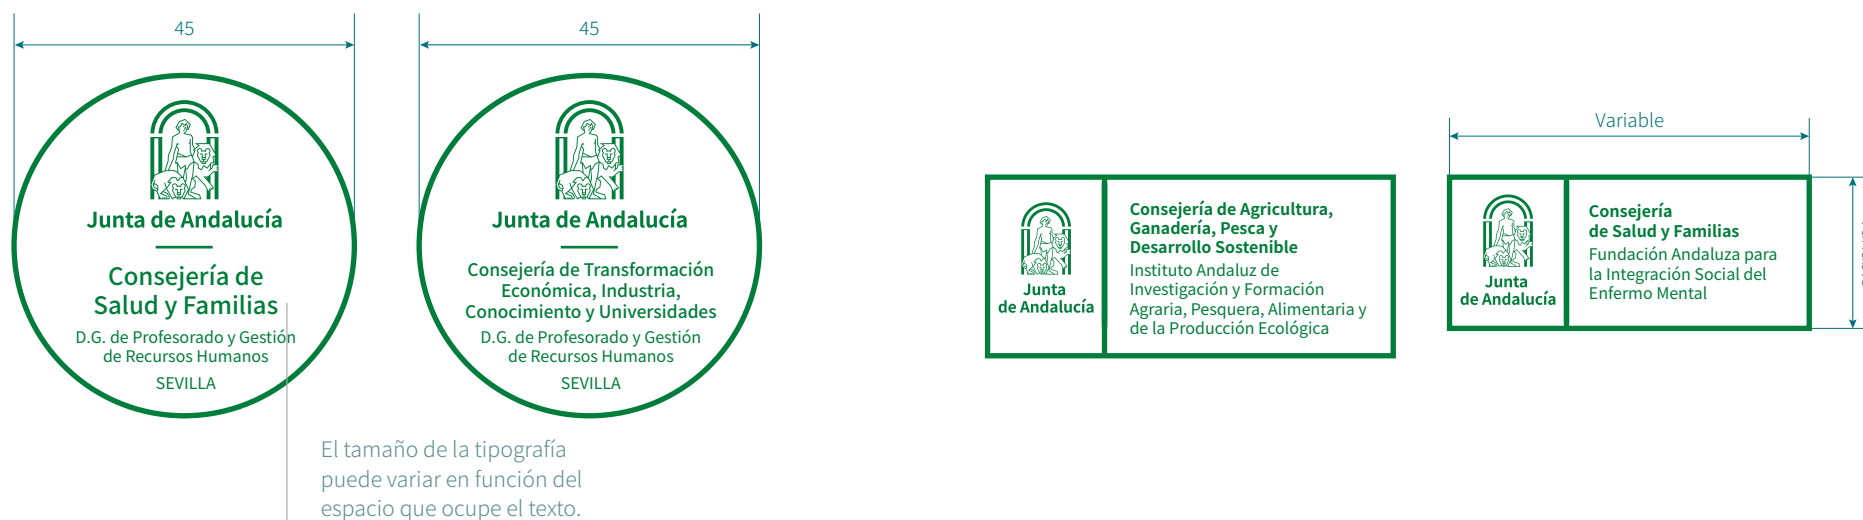 45
Junta de Andalucía
Consejería de
Salud y Familias
D.G. de Profesorado y Gestión
de Recursos Humanos
SEVILLA
El tamaño de la tipografía
puede variar en función del
espacio que ocupe el texto.
45
Junta de Andalucía
Consejería de Transformación
Económica, Industria,
Conocimiento y Universidades
D.G. de Profesorado y Gestión
de Recursos Humanos
SEVILLA
Junta
de Andalucía
Consejería de Agricultura,
Ganadería, Pesca y
Desarrollo Sostenible
Instituto Andaluz de
Investigación y Formación
Agraria, Pesquera, Alimentaria y
de la Producción Ecológica
Variable
Junta
de Andalucía
Consejería
de Salud y Familias
Fundación Andaluza para
la Integración Social del
Enfermo Mental